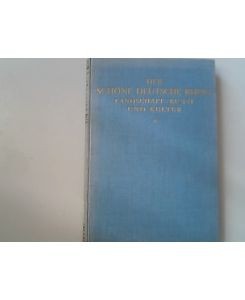 DER
SCHÖNE DEUTSCHE RHEIN
LANDSCHAFT KUNST
UND KULTUR